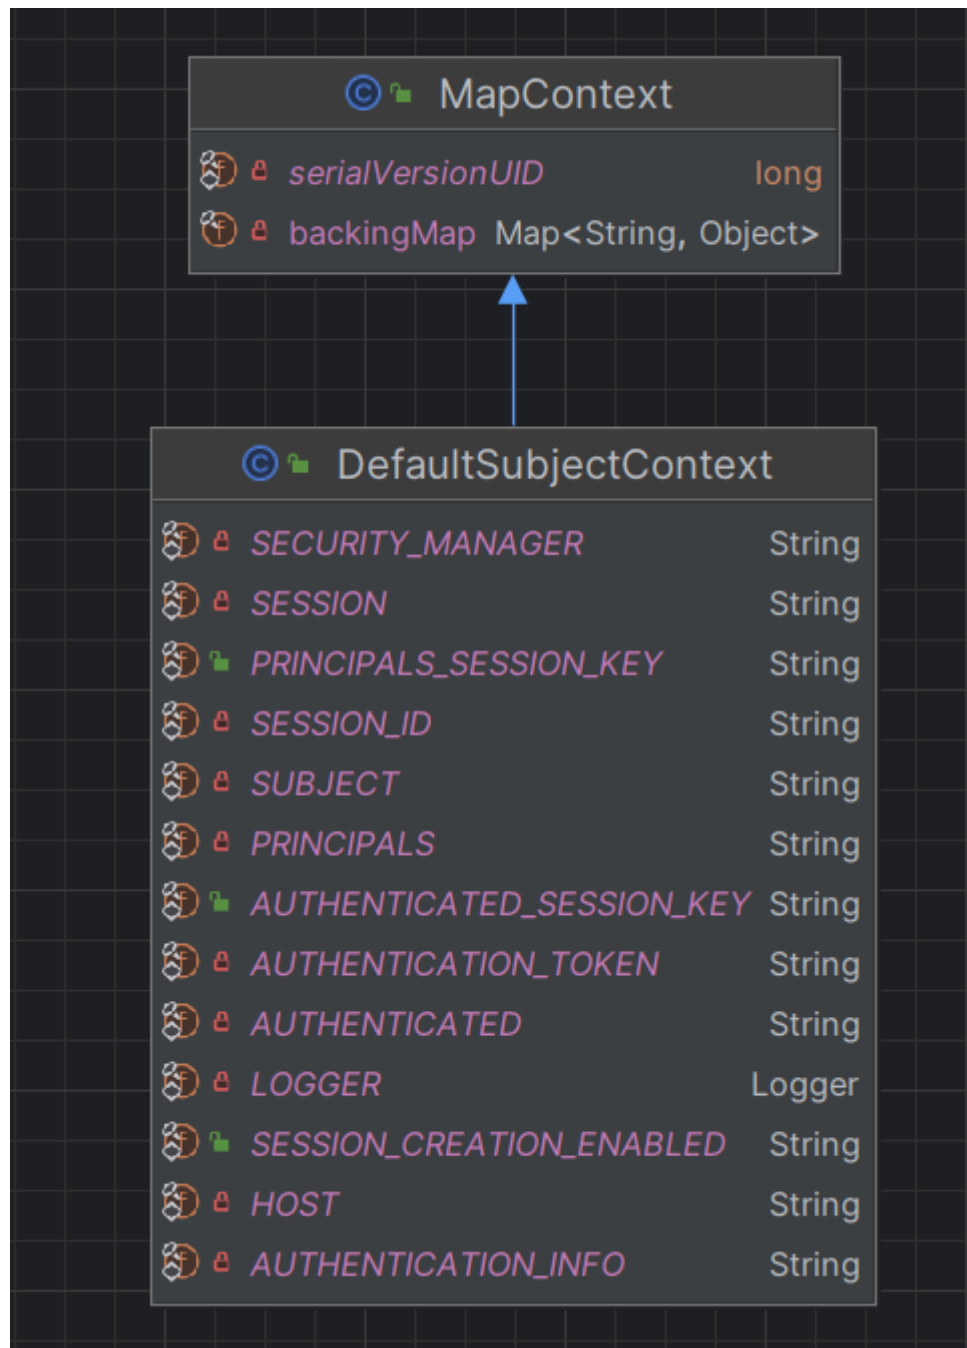 MapContext
serialVersionUID long
backingMap Map<String, Object>
DefaultSubjectContext
SECURITY_MANAGER String
SESSION String
PRINCIPALS_SESSION_KEY String
SESSION_ID String
SUBJECT String
PRINCIPALS String
AUTHENTICATED_SESSION_KEY String
AUTHENTICATION_TOKEN String
AUTHENTICATED String
LOGGER Logger
SESSION_CREATION_ENABLED String
HOST String
AUTHENTICATION_INFO String